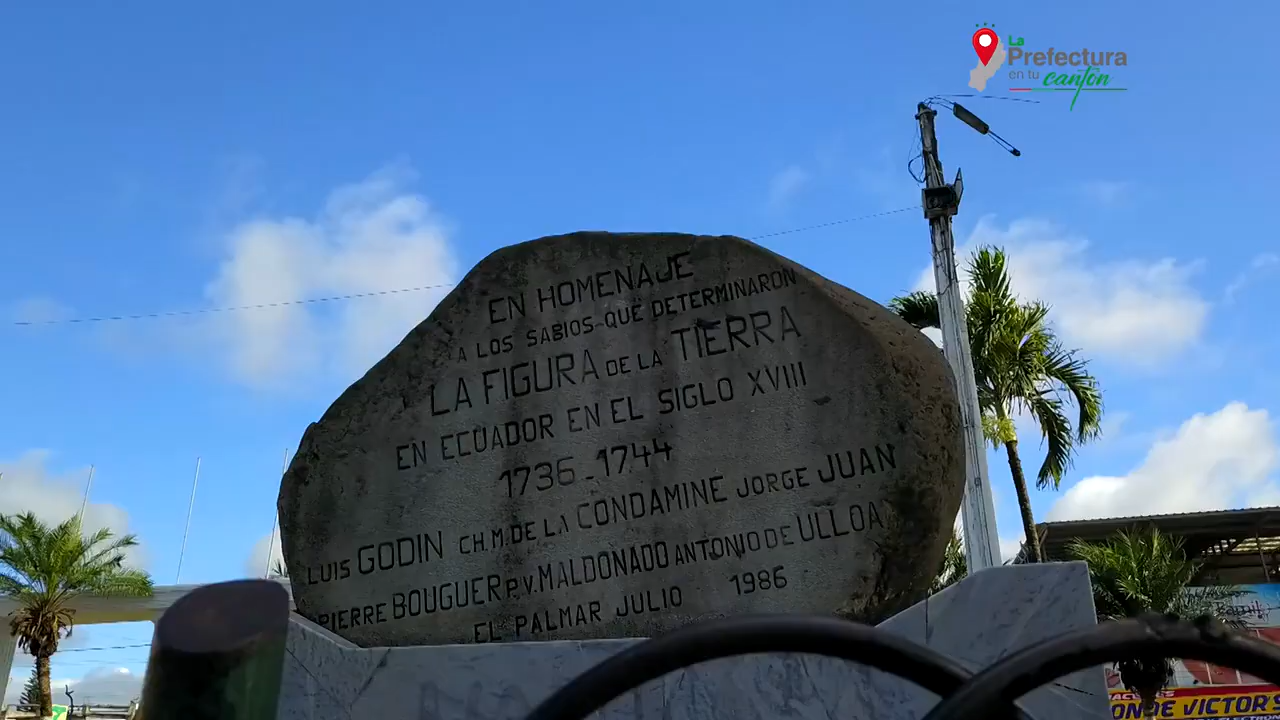 La
Prefectura
en tu cantón
EN HOMENAJE
A LOS SABIOS-QUE DETERMINARON
LA FIGURA DE LA TIERRA
EN ECUADOR EN EL SIGLO XVIII
1736-1744
LUIS GODIN CH.M.DE LA CONDAMINE JORGE JUAN
PIERRE BOUGUER P.V.MALDONADO ANTONIO DE ULLOA
EL PALMAR JULIO 1986
ONDE VICTOR'S